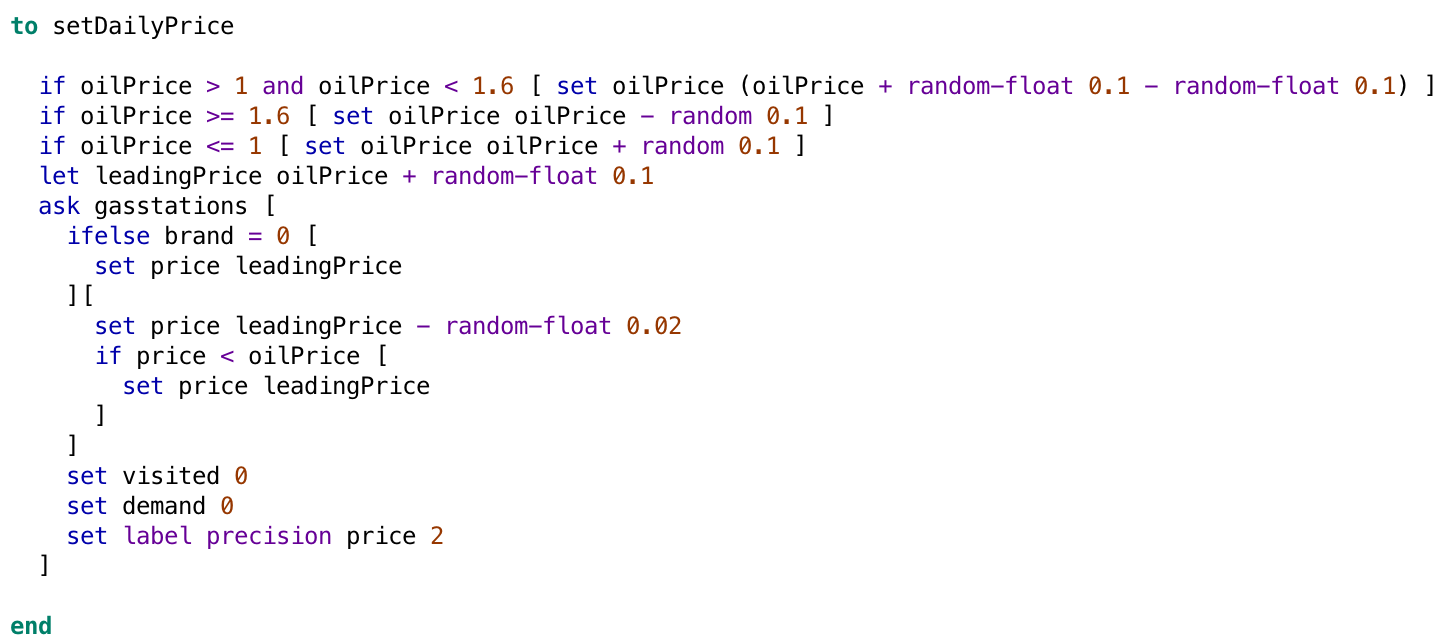 to setDailyPrice
if oilPrice > 1 and oilPrice < 1.6 [ set oilPrice (oilPrice + random-float 0.1 - random-float 0.1) ]
if oilPrice >= 1.6 [ set oilPrice oilPrice - random 0.1 ]
if oilPrice <= 1 [ set oilPrice oilPrice + random 0.1 ]
let leadingPrice oilPrice + random-float 0.1
ask gasstations [
ifelse brand = 0 [
set price leadingPrice
][
set price leadingPrice - random-float 0.02
if price < oilPrice [
set price leadingPrice
]
]
set visited 0
set demand 0
set label precision price 2
]
end